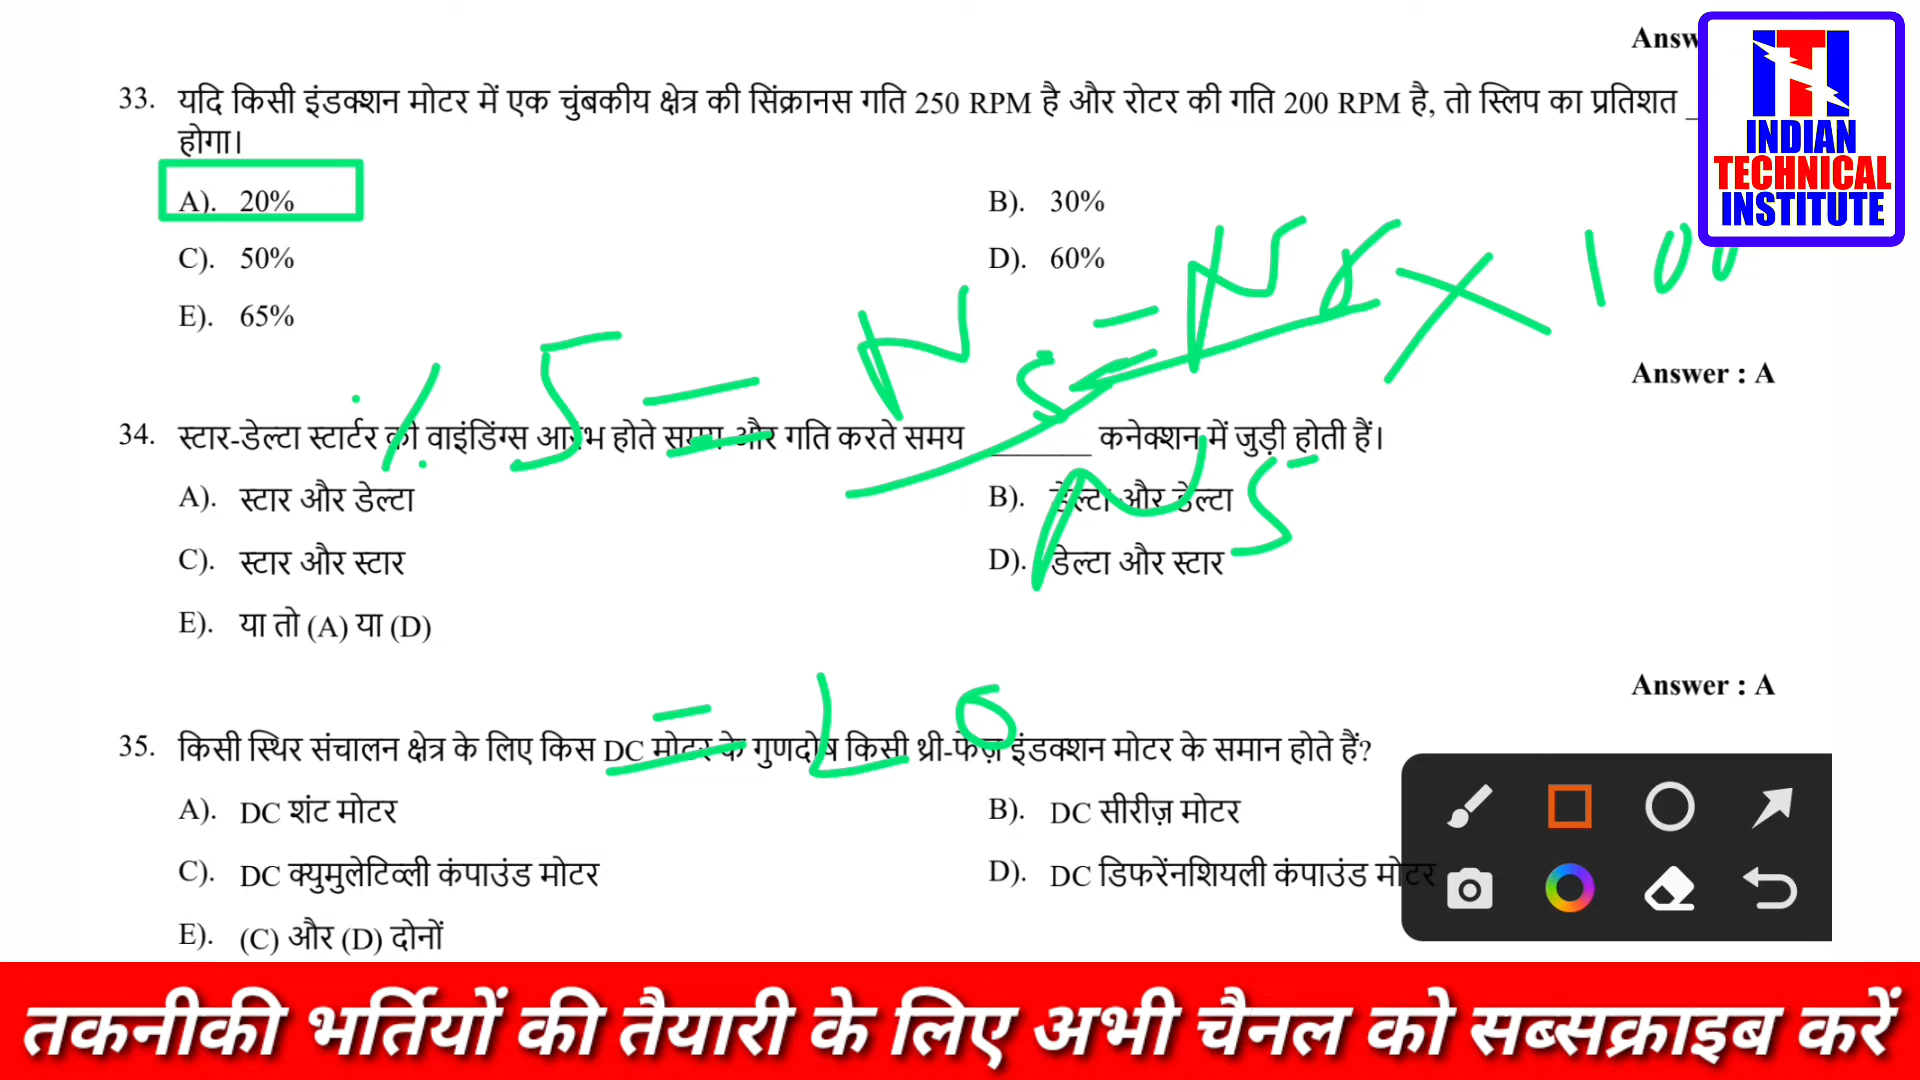 Answ
33. यदि किसी इंडक्शन मोटर में एक चुंबकीय क्षेत्र की सिंक्रानस गति 250 RPM है और रोटर की गति 200 RPM है, तो स्लिप का प्रतिशत _
होगा।
A). 20%
B). 30%
C). 50%
D). 60%
E). 65%
% S = Ns - Nr × 100
Ns
Answer : A
34. स्टार-डेल्टा स्टार्टर की वाइंडिंग्स आरंभ होते समय और गति करते समय ________ कनेक्शन में जुड़ी होती हैं।
A). स्टार और डेल्टा
B). डेल्टा और डेल्टा
C). स्टार और स्टार
D). डेल्टा और स्टार
E). या तो (A) या (D)
Answer : A
35. किसी स्थिर संचालन क्षेत्र के लिए किस DC मोटर के गुणदोष किसी थ्री-फेज़ इंडक्शन मोटर के समान होते हैं?
A). DC शंट मोटर
B). DC सीरीज़ मोटर
C). DC क्युमुलेटिव्ली कंपाउंड मोटर
D). DC डिफरेंनशियली कंपाउंड मोटर
E). (C) और (D) दोनों
INDIAN
TECHNICAL
INSTITUTE
तकनीकी भर्तियों की तैयारी के लिए अभी चैनल को सब्सक्राइब करें